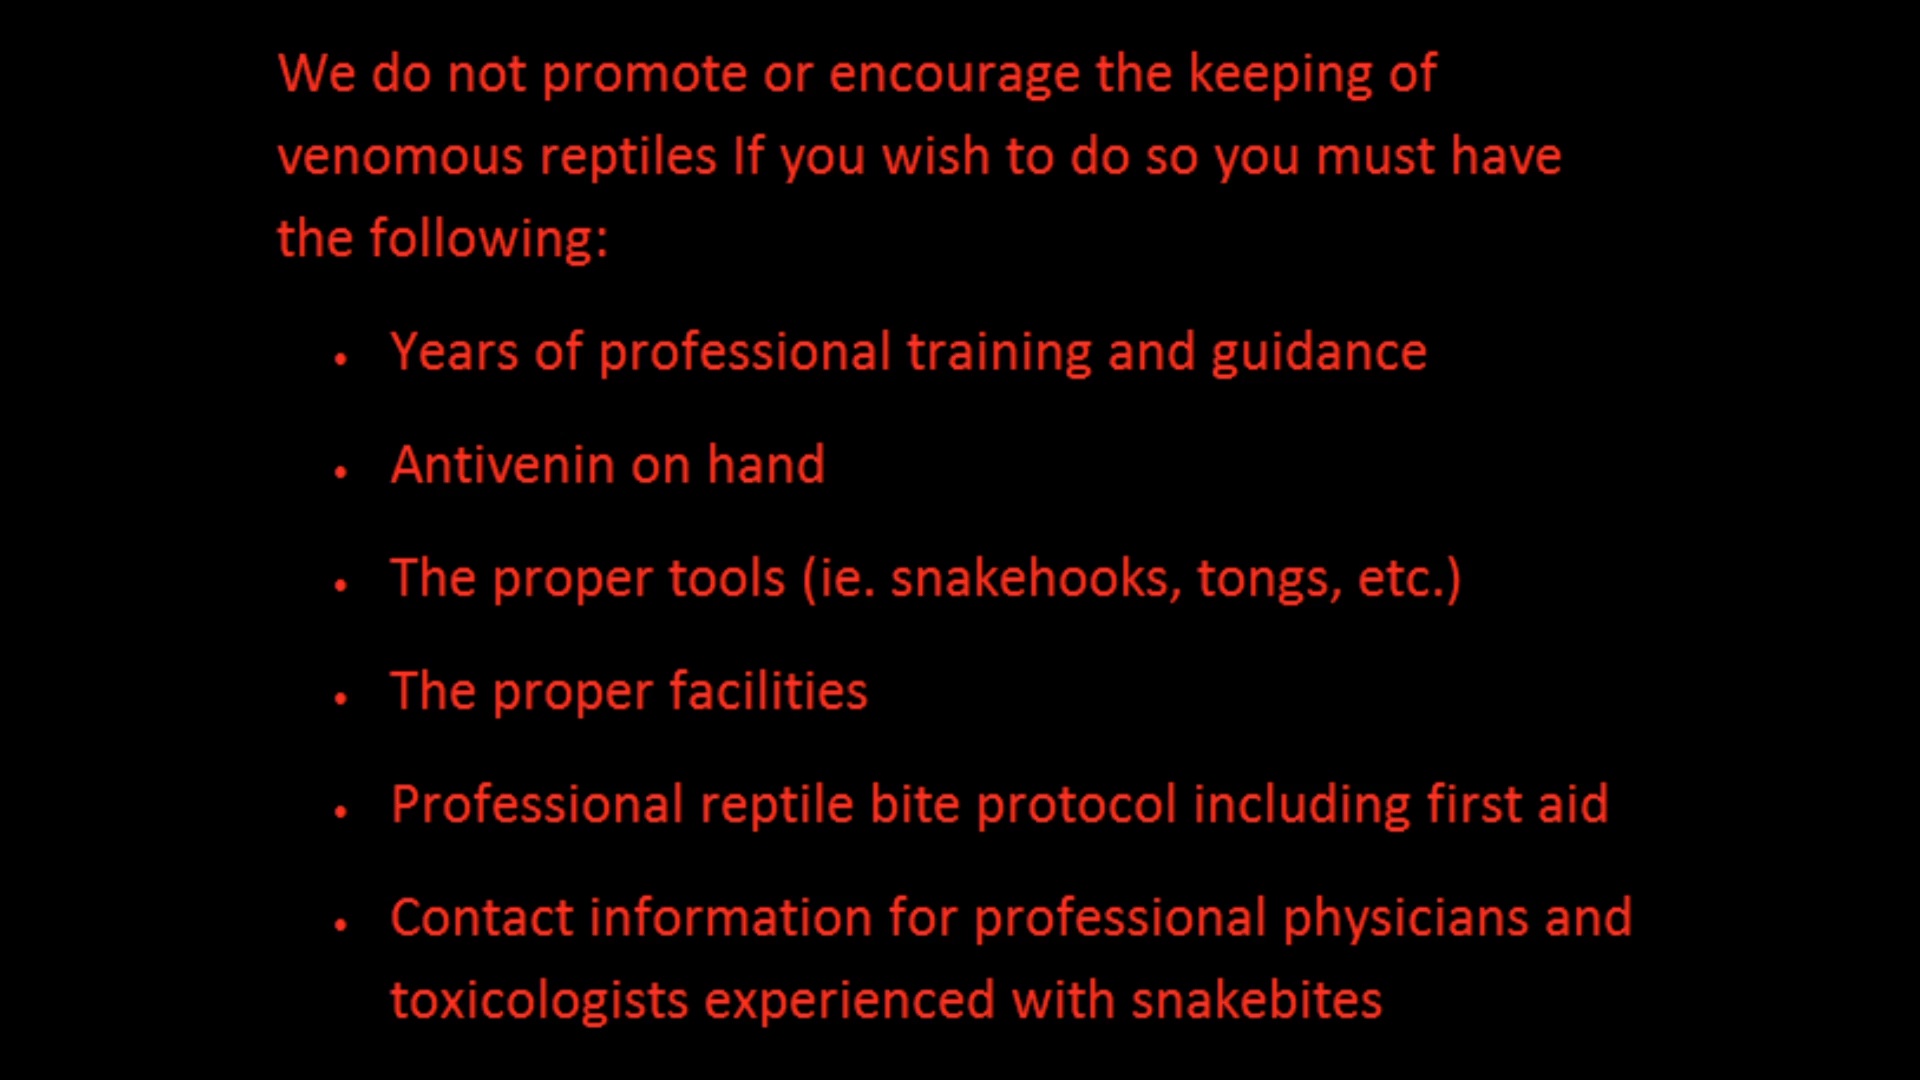 We do not promote or encourage the keeping of
venomous reptiles If you wish to do so you must have
the following:
• Years of professional training and guidance
• Antivenin on hand
• The proper tools (ie. snakehooks, tongs, etc.)
• The proper facilities
• Professional reptile bite protocol including first aid
• Contact information for professional physicians and
toxicologists experienced with snakebites